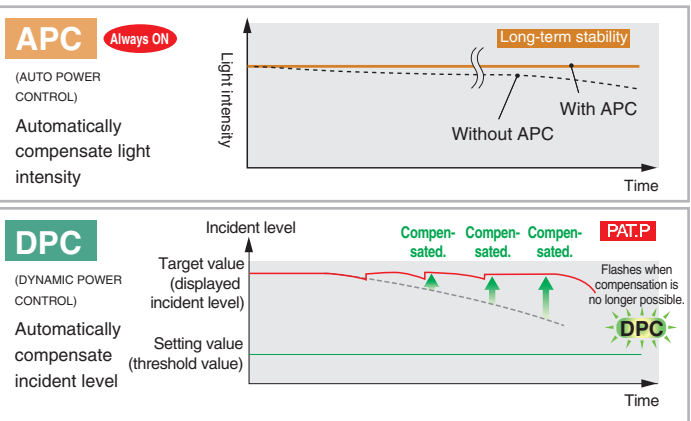 APC
Always ON
(AUTO POWER
CONTROL)
Automatically
compensate light
intensity
Light intensity
Long-term stability
With APC
Without APC
Time
DPC
(DYNAMIC POWER
CONTROL)
Automatically
compensate
incident level
Incident level
Target value
(displayed
incident level)
Setting value
(threshold value)
Compen-
sated.
Compen-
sated.
Compen-
sated.
PAT.P
Flashes when
compensation is
no longer possible.
DPC
Time